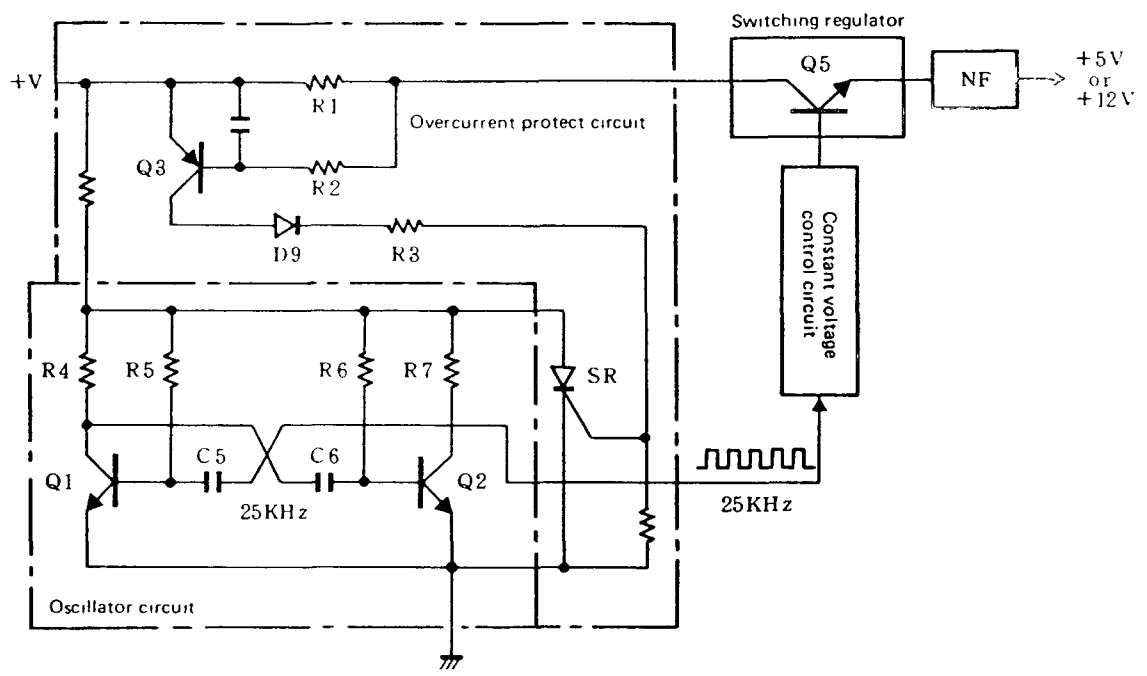 Switching regulator
+V
R1
Q5
NF
+5V
or
+12V
Overcurrent protect circuit
Q3
R2
D9
R3
Constant voltage
control circuit
R4
R5
R6
R7
SR
Q1
C5
C6
Q2
25KHz
25KHz
Oscillator circuit